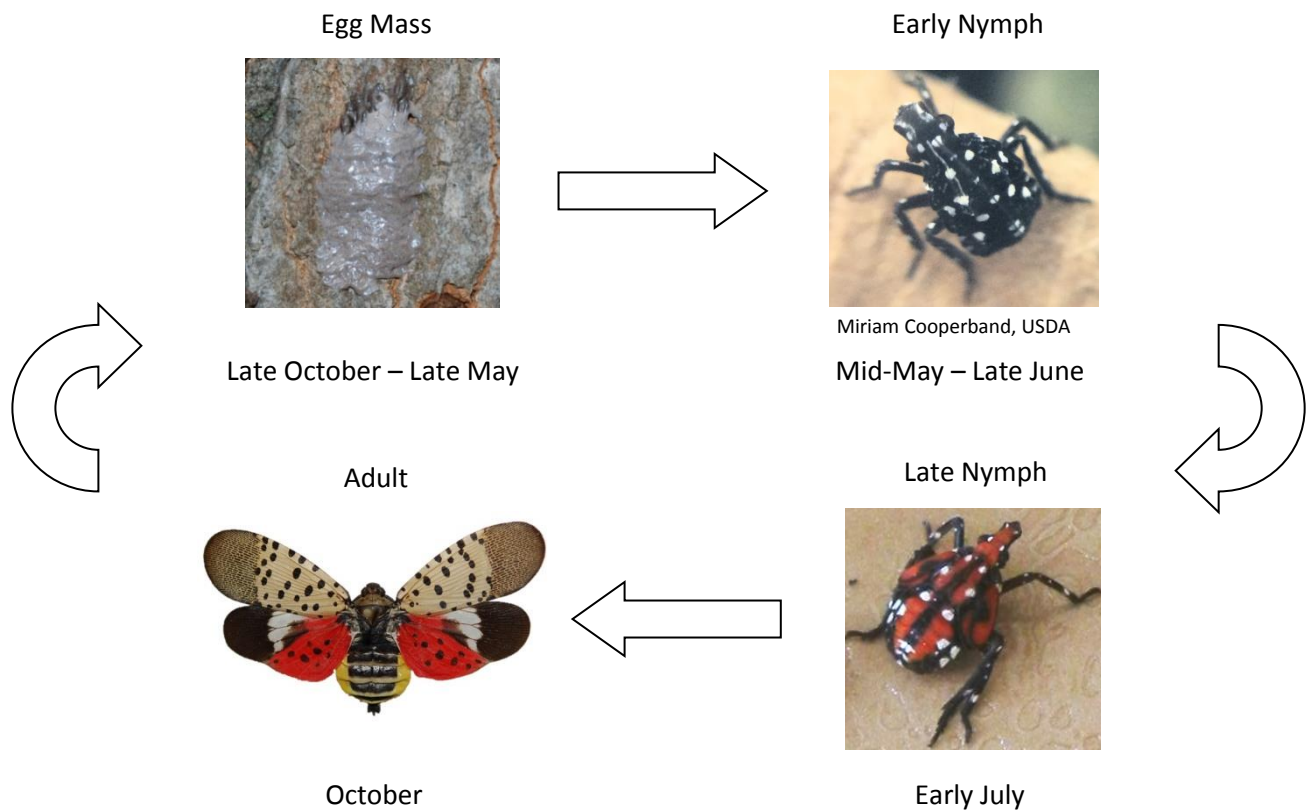 Egg Mass
Early Nymph
Miriam Cooperband, USDA
Late October – Late May
Mid-May – Late June
Adult
Late Nymph
October
Early July